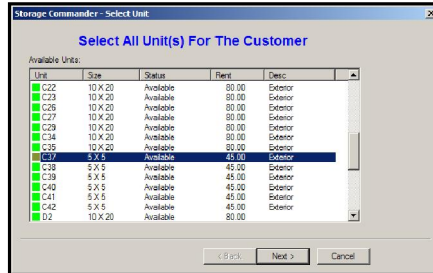 Storage Commander - Select Unit
Select All Unit(s) For The Customer
Available Units:
Unit Size Status Rent Desc
C22 10 X 20 Available 80.00 Exterior
C23 10 X 20 Available 80.00 Exterior
C26 10 X 20 Available 80.00 Exterior
C27 10 X 20 Available 80.00 Exterior
C28 10 X 20 Available 80.00 Exterior
C34 10 X 20 Available 80.00 Exterior
C35 10 X 20 Available 80.00 Exterior
C37 5 X 5 Available 45.00 Exterior
C38 5 X 5 Available 45.00 Exterior
C39 5 X 5 Available 45.00 Exterior
C40 5 X 5 Available 45.00 Exterior
C41 5 X 5 Available 45.00 Exterior
C42 5 X 5 Available 45.00 Exterior
D2 10 X 20 Available 80.00
< Back Next > Cancel